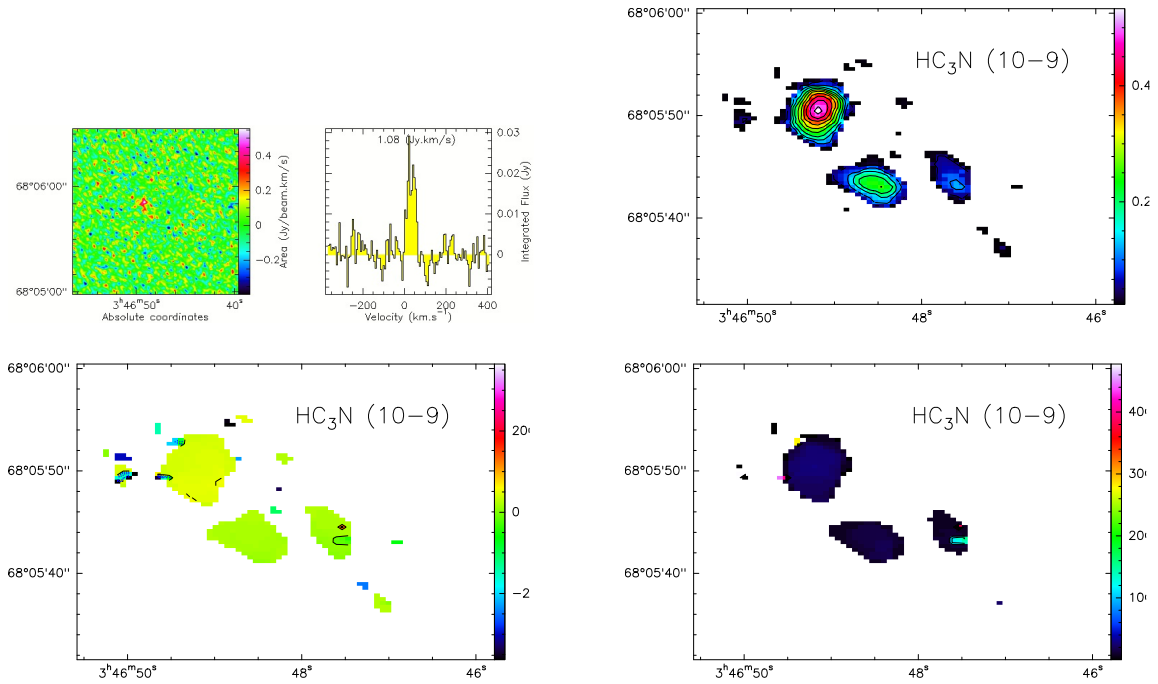 68°06'00''
68°05'00''
3ʰ46ᵐ50ˢ 40ˢ
Absolute coordinates
0.4
0.2
0
−0.2
Area (Jy/beam.km/s)
1.08 (Jy.km/s)
0.03
0.02
0.01
0
Integrated Flux (Jy)
−200 0 200 400
Velocity (km.s⁻¹)
HC₃N (10−9)
68°06'00''
68°05'50''
68°05'40''
3ʰ46ᵐ50ˢ 48ˢ 46ˢ
0.4
0.2
HC₃N (10−9)
68°06'00''
68°05'50''
68°05'40''
3ʰ46ᵐ50ˢ 48ˢ 46ˢ
0
HC₃N (10−9)
68°06'00''
68°05'50''
68°05'40''
3ʰ46ᵐ50ˢ 48ˢ 46ˢ